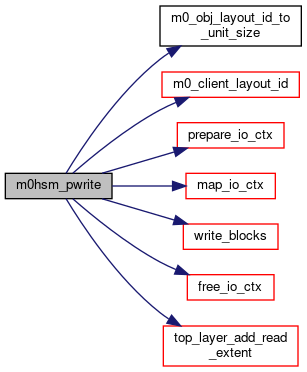 m0_obj_layout_id_to
_unit_size
m0_client_layout_id
prepare_io_ctx
m0hsm_pwrite
map_io_ctx
write_blocks
free_io_ctx
top_layer_add_read
_extent